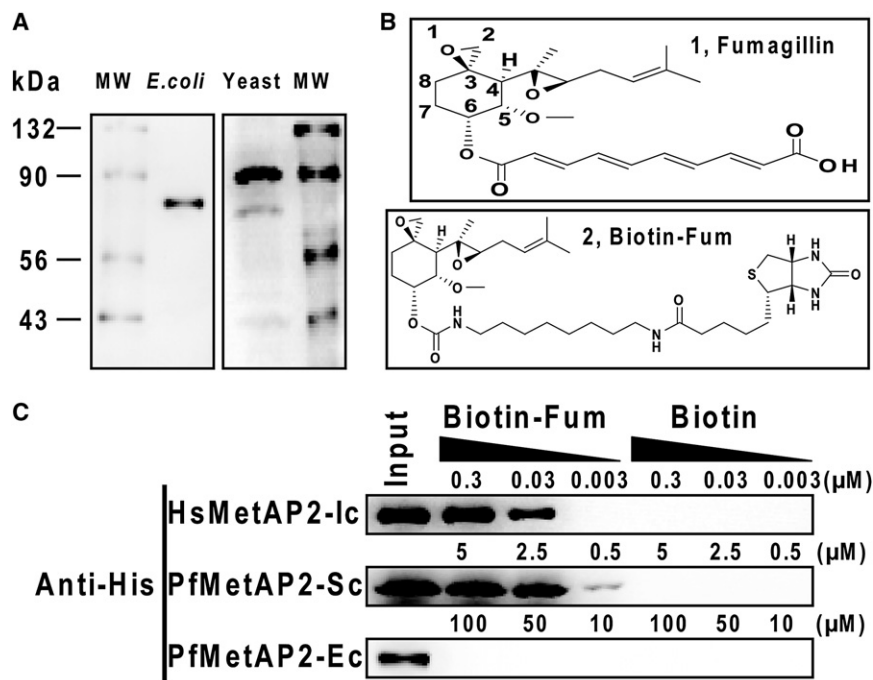 A
kDa MW E.coli Yeast MW
132
90
56
43
B
1, Fumagillin
1 2
O
H
8 3 4
O
7 6 5
O
O
O
O
OH
2, Biotin-Fum
O
H
O
O
O
O
H
N
O
N
H
O
S
H
H
H
N
N
H
O
C
Input
Biotin-Fum Biotin
0.3 0.03 0.003 0.3 0.03 0.003 (µM)
HsMetAP2-Ic
5 2.5 0.5 5 2.5 0.5 (µM)
Anti-His PfMetAP2-Sc
100 50 10 100 50 10 (µM)
PfMetAP2-Ec